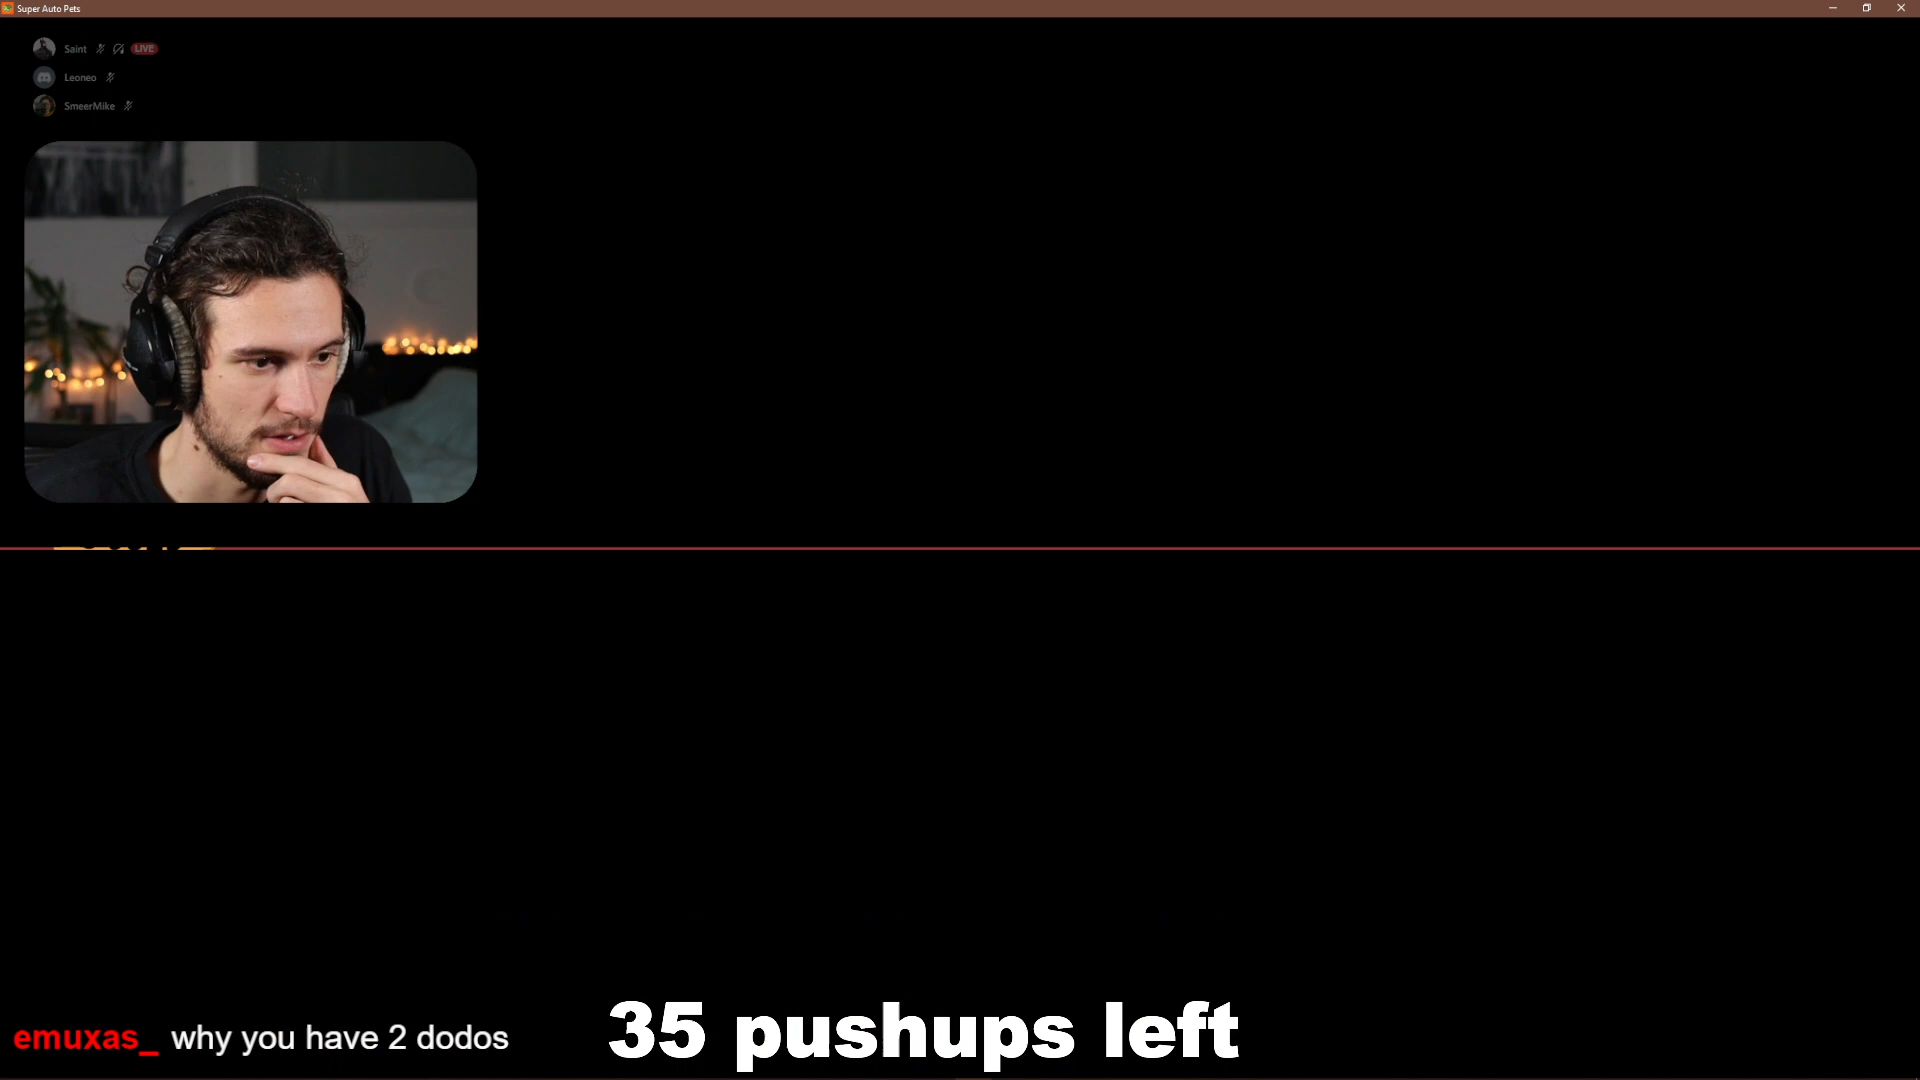 Super Auto Pets
Saint LIVE
Leoneo
SmeerMike
35 pushups left
emuxas_ why you have 2 dodos